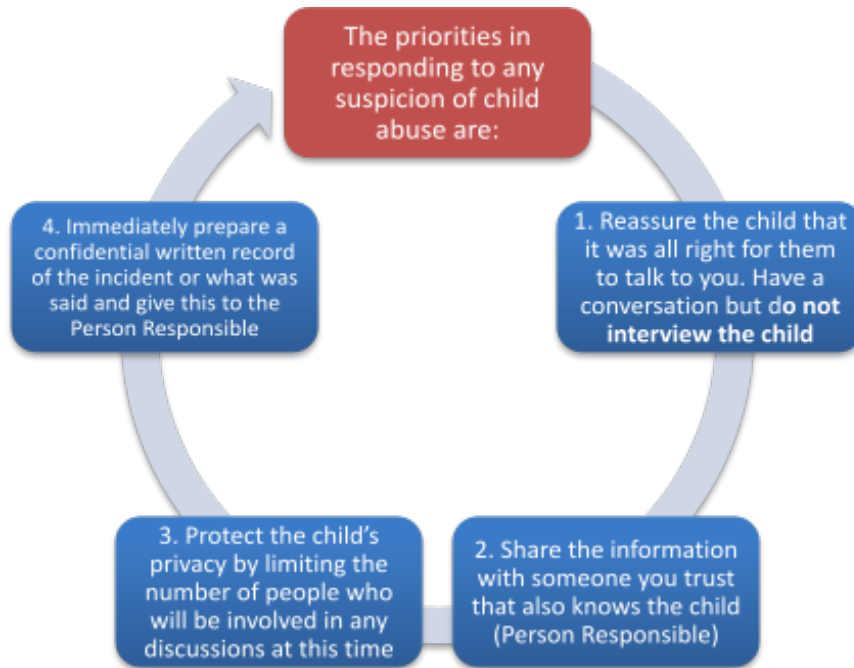 The priorities in
responding to any
suspicion of child
abuse are:
1. Reassure the child that
it was all right for them
to talk to you. Have a
conversation but do not
interview the child
2. Share the information
with someone you trust
that also knows the child
(Person Responsible)
3. Protect the child's
privacy by limiting the
number of people who
will be involved in any
discussions at this time
4. Immediately prepare a
confidential written record
of the incident or what was
said and give this to the
Person Responsible